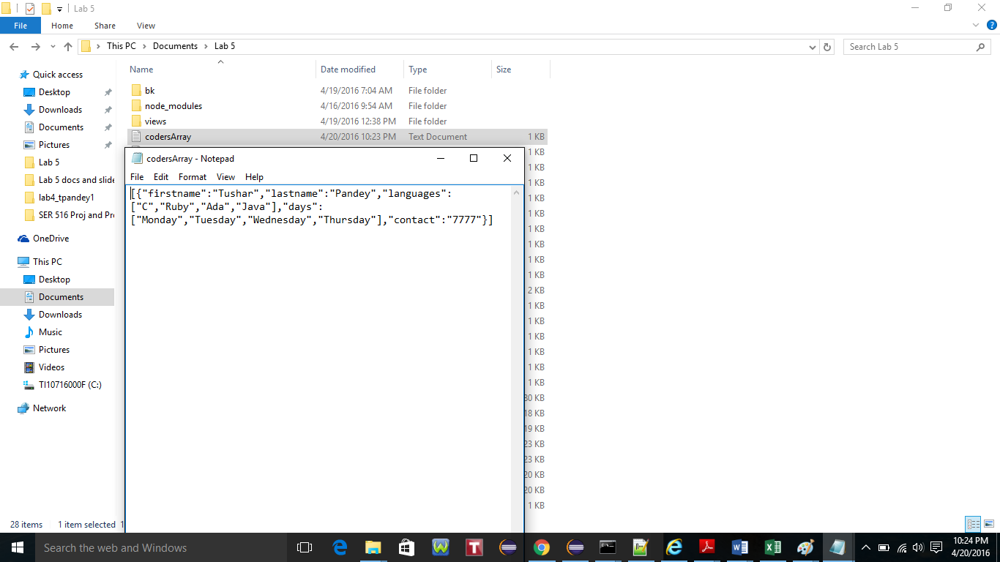 Lab 5
File Home Share View
This PC Documents Lab 5
Search Lab 5
Name Date modified Type Size
Quick access
Desktop
Downloads
Documents
Pictures
Lab 5
Lab 5 docs and slide
lab4_tpandey1
SER 516 Proj and Pr
OneDrive
This PC
Desktop
Documents
Downloads
Music
Pictures
Videos
TI10716000F (C:)
Network
bk 4/19/2016 7:04 AM File folder
node_modules 4/16/2016 9:54 AM File folder
views 4/19/2016 12:38 PM File folder
codersArray 4/20/2016 10:23 PM Text Document 1 KB
1 KB
1 KB
1 KB
1 KB
1 KB
1 KB
1 KB
1 KB
1 KB
2 KB
1 KB
1 KB
1 KB
1 KB
1 KB
1 KB
30 KB
18 KB
19 KB
23 KB
23 KB
20 KB
20 KB
1 KB
codersArray - Notepad
File Edit Format View Help
[{"firstname":"Tushar","lastname":"Pandey","languages":
["C","Ruby","Ada","Java"],"days":
["Monday","Tuesday","Wednesday","Thursday"],"contact":"7777"}]
28 items 1 item selected 1
Search the web and Windows
10:24 PM
4/20/2016